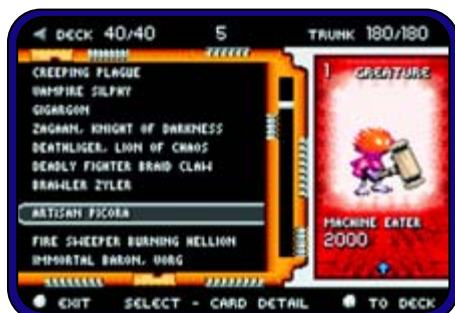 DECK 40/40 5 TRUNK 180/180
CREEPING PLAGUE
VAMPIRE SILPHY
GIGARGON
ZAGAAN, KNIGHT OF DARKNESS
DEATHLIGER, LION OF CHAOS
DEADLY FIGHTER BRAID CLAW
BRAWLER ZYLER
ARTISAN PICORA
FIRE SWEEPER BURNING HELLION
IMMORTAL BARON, VORG
1 CREATURE
MACHINE EATER
2000
EXIT SELECT - CARD DETAIL TO DECK